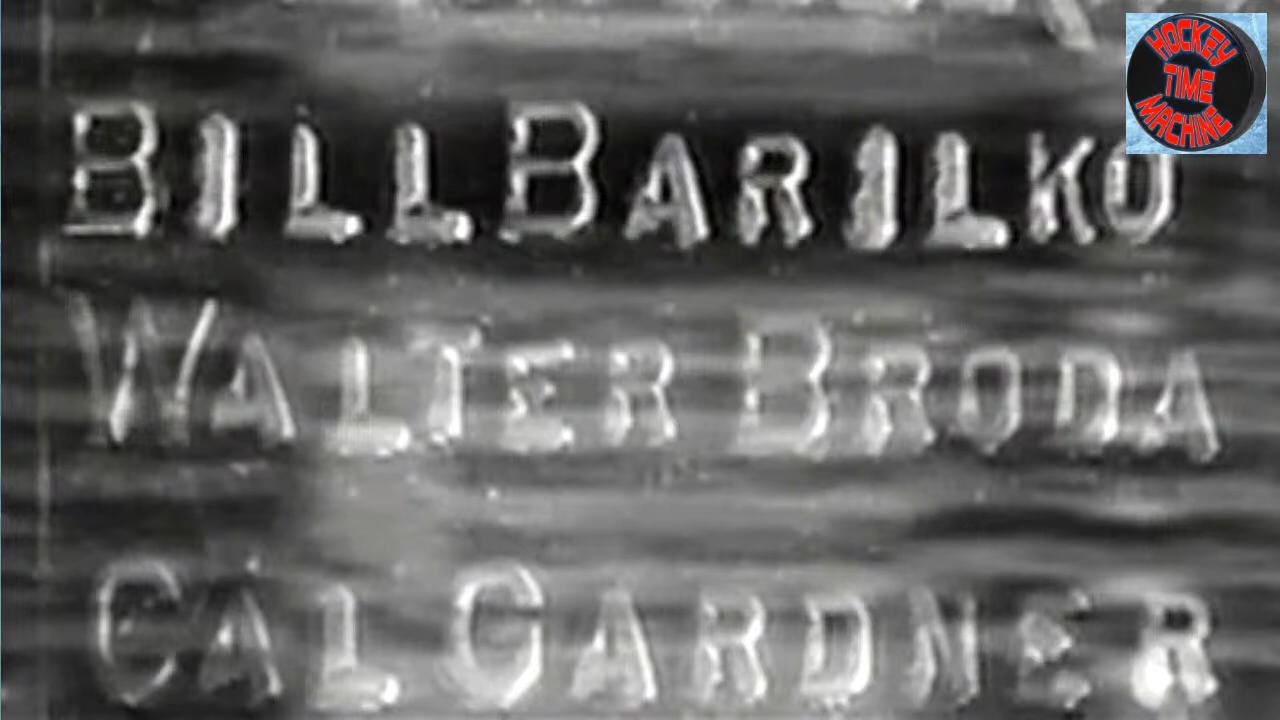 HOCKEY
TIME
MACHINE
BILL BARILKO
WALTER BRODA
CAL GARDNER